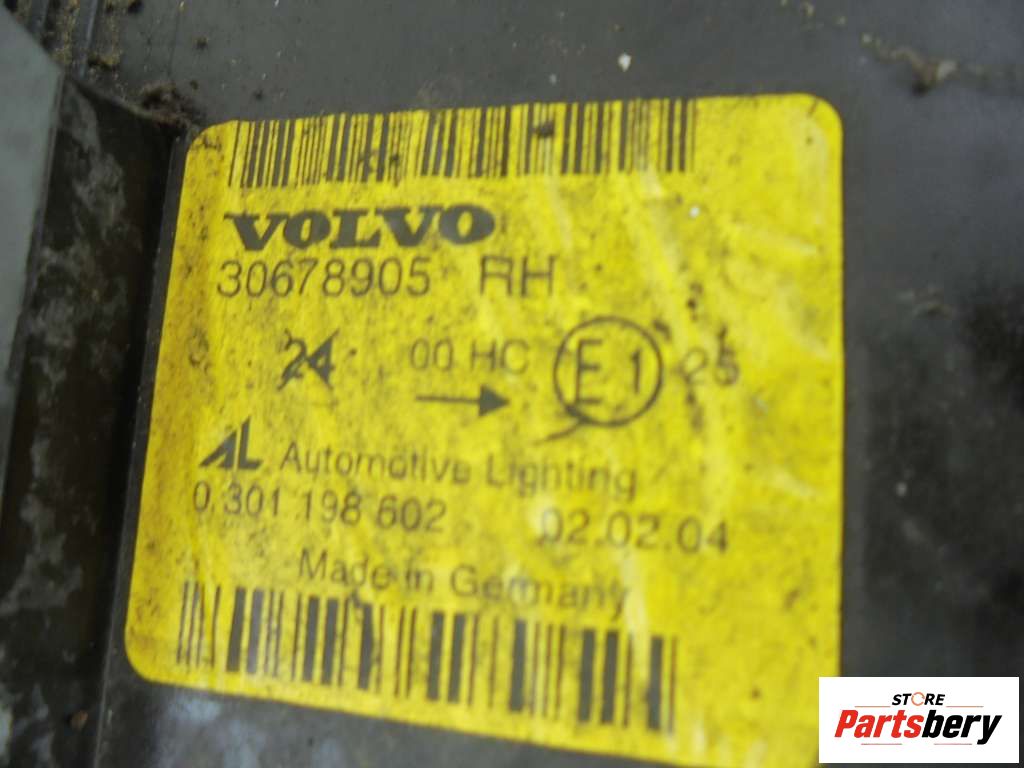 VOLVO
30678905 RH
24 00 HC E1 25
AL Automotive Lighting
0 301 198 602 02.02.04
Made in Germany
STORE
Partsbery